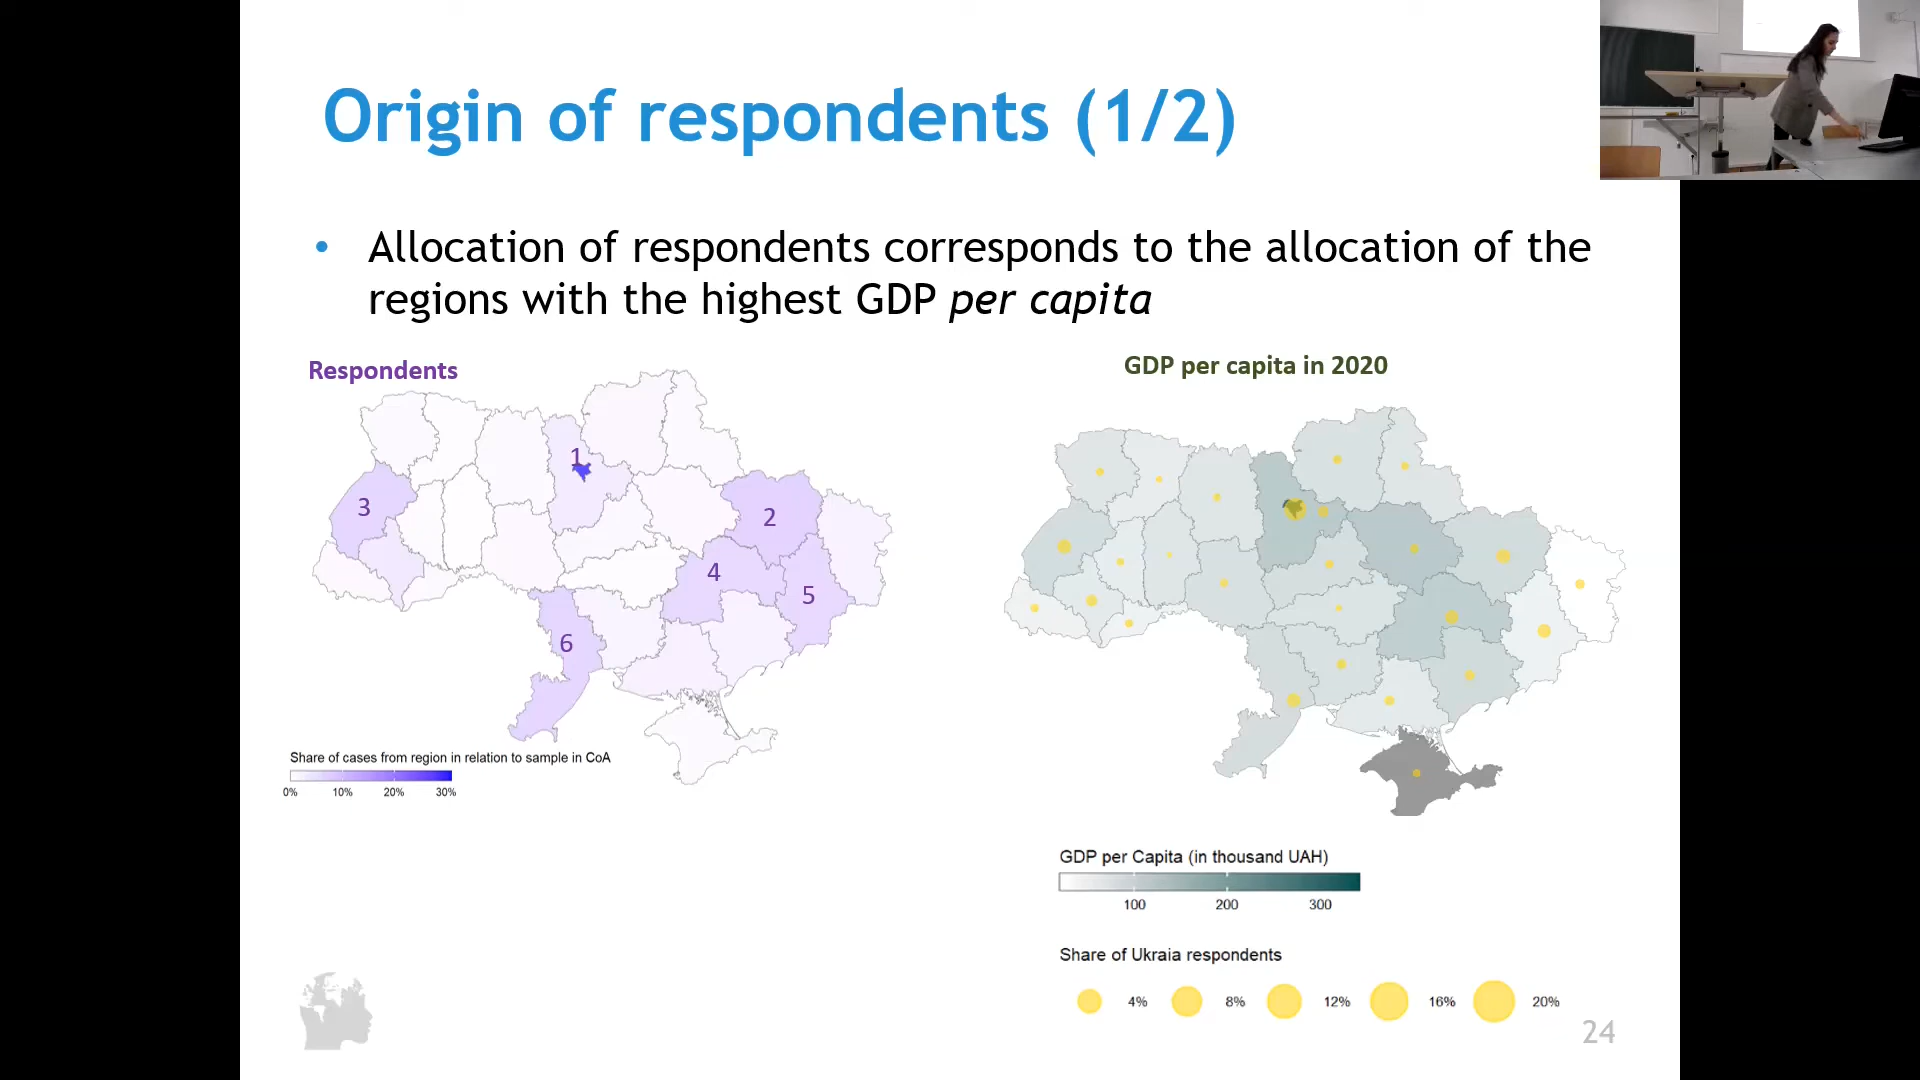 Origin of respondents (1/2)
• Allocation of respondents corresponds to the allocation of the
regions with the highest GDP per capita
Respondents
1
2
3
4
5
6
Share of cases from region in relation to sample in CoA
0% 10% 20% 30%
GDP per capita in 2020
GDP per Capita (in thousand UAH)
100 200 300
Share of Ukraia respondents
4% 8% 12% 16% 20%
24